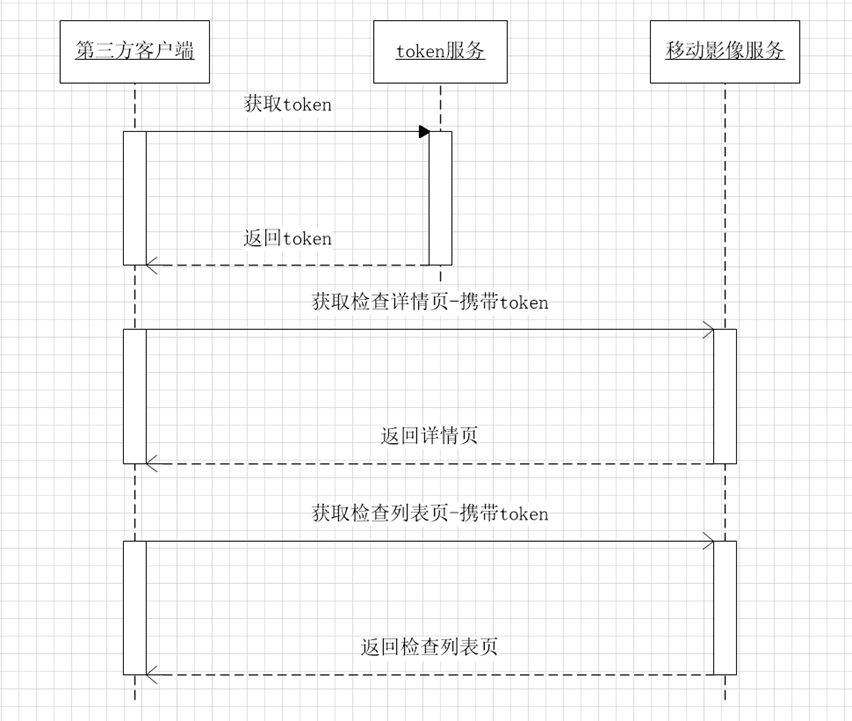 第三方客户端
token服务
移动影像服务
获取token
返回token
获取检查详情页-携带token
返回详情页
获取检查列表页-携带token
返回检查列表页